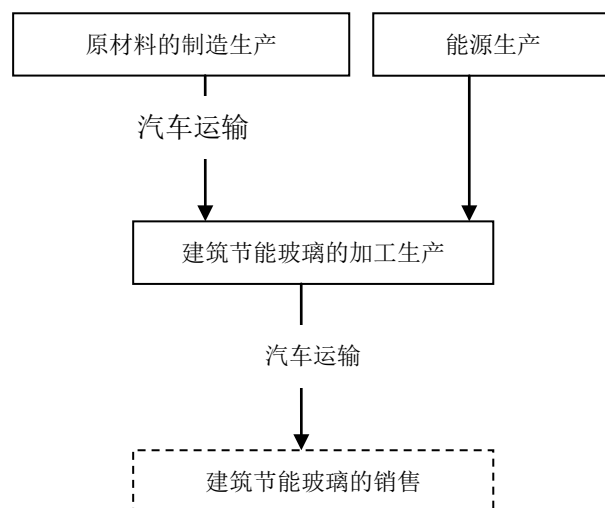 原材料的制造生产
能源生产
汽车运输
建筑节能玻璃的加工生产
汽车运输
建筑节能玻璃的销售